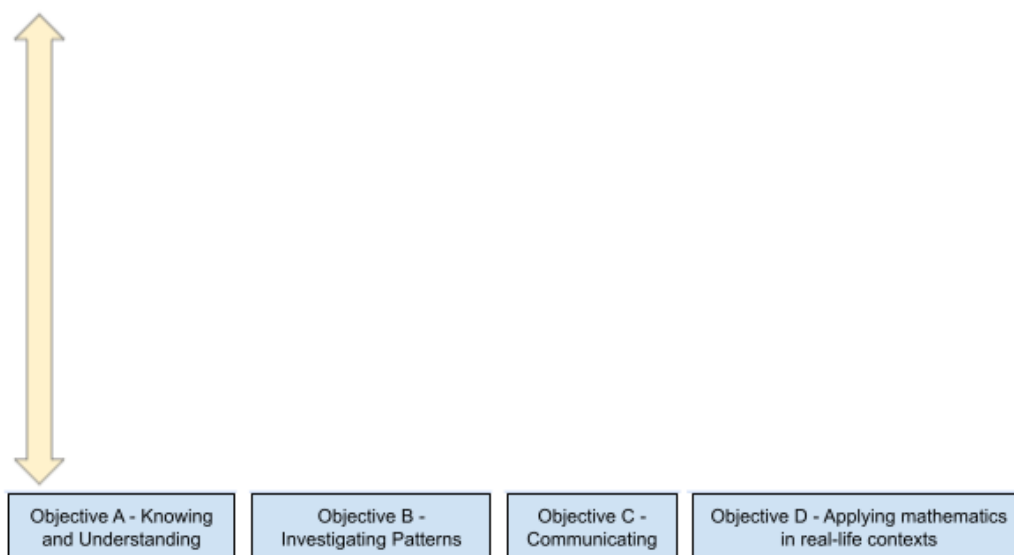 Objective A - Knowing
and Understanding
Objective B -
Investigating Patterns
Objective C -
Communicating
Objective D - Applying mathematics
in real-life contexts